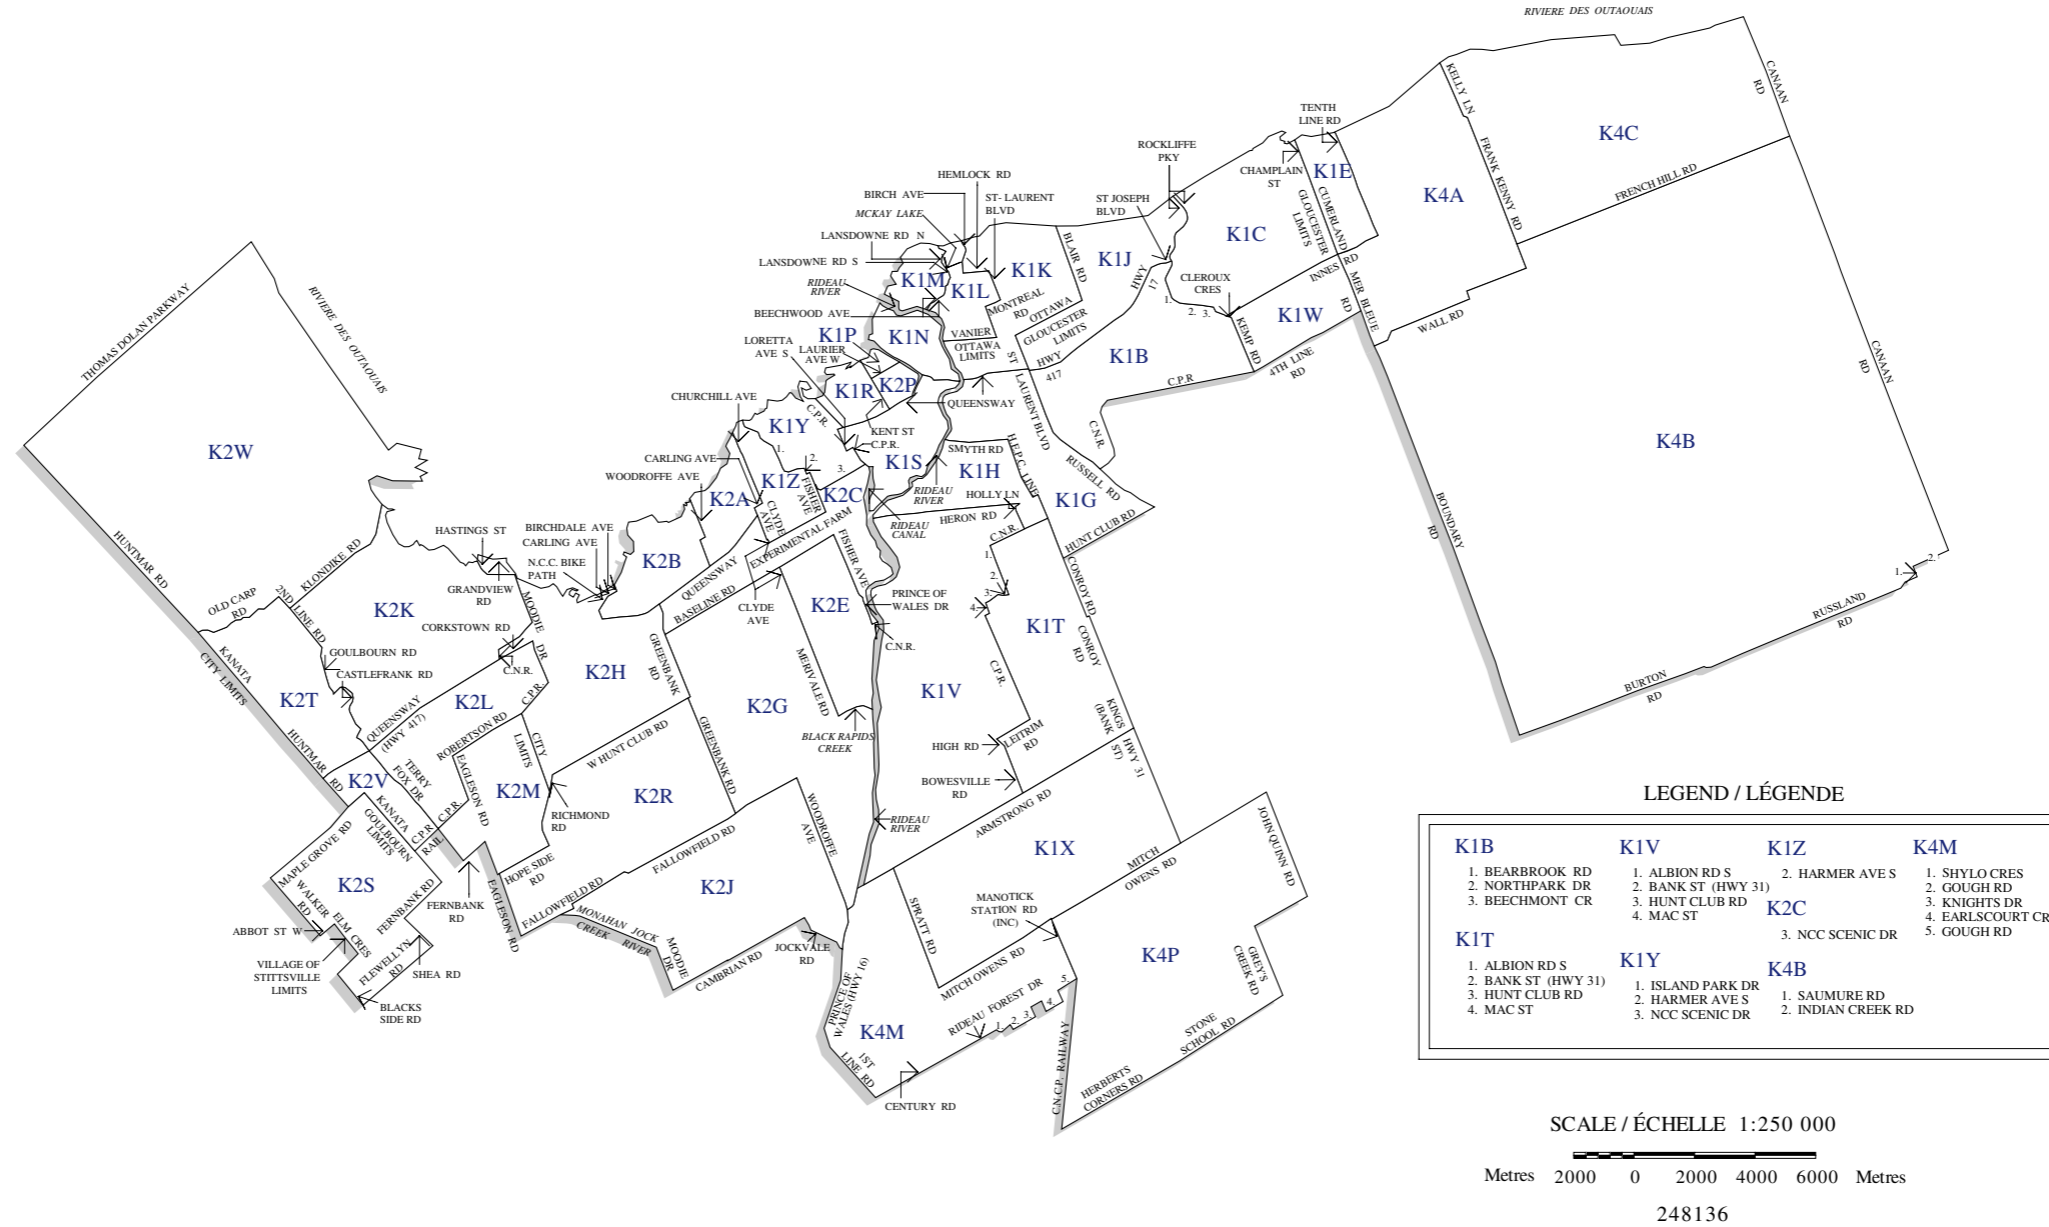 RIVIERE DES OUTAOUAIS
CANAAN
RD
KELLY LN
K4C
TENTH
LINE RD
FRANK KENNY RD
FRENCH HILL RD
ROCKLIFFE
PKY
CHAMPLAIN
ST
K1E
K4A
HEMLOCK RD
BIRCH AVE
ST- LAURENT
BLVD
ST JOSEPH
BLVD
GLOUCESTER
LIMITS
CUMERLAND
MCKAY LAKE
LANSDOWNE RD N
LANSDOWNE RD S
BLAIR RD
K1J
K1C
K1K
K1M
K1L
HWY
17
CLEROUX
CRES
INNES RD
MER BLEUE
RD
RIDEAU
RIVER
MONTREAL
RD
OTTAWA
GLOUCESTER
LIMITS
1.
2.
3.
K1W
WALL RD
BEECHWOOD AVE
K1P
K1N
VANIER
OTTAWA
LIMITS
KEMP RD
4TH LINE
RD
CANAAN
RD
THOMAS DOLAN PARKWAY
RIVIERE DES OUTAOUAIS
LORETTA
AVE S
LAURIER
AVE W
K1B
ST
LAURENT BLVD
HWY
417
C.P.R
K1R
K2P
QUEENSWAY
CHURCHILL AVE
C.P.R.
K1Y
1.
2.
3.
KENT ST
C.P.R.
C.N.R.
K4B
K2W
CARLING AVE
WOODROFFE AVE
K1Z
FISHER
AVE
K2C
K1S
SMYTH RD
K1H
H.E.P.C. LINE
RUSSELL RD
RIDEAU
RIVER
K2A
CLYDE
AVE
HOLLY LN
HERON RD
K1G
HUNT CLUB RD
RIDEAU
CANAL
C.N.R.
BOUNDARY
RD
HUNTMAR RD
HASTINGS ST
BIRCHDALE AVE
CARLING AVE
N.C.C. BIKE
PATH
K2B
QUEENSWAY
EXPERIMENTAL FARM
BASELINE RD
FISHER AVE
1.
2.
3.
4.
CONROY RD
1.
2.
OLD CARP
RD
2ND LINE RD
KLONDIKE RD
K2K
GRANDVIEW
RD
MOODIE
DR
CORKSTOWN RD
CLYDE
AVE
K2E
PRINCE OF
WALES DR
C.N.R.
K1T
CONROY
RD
RUSSLAND
RD
KANATA
CITY LIMITS
GOULBOURN RD
CASTLEFRANK RD
C.N.R.
GREENBANK
RD
K2H
MERIVALE RD
C.P.R.
K1V
BURTON
RD
K2T
QUEENSWAY
(HWY 417)
K2L
C.P.R.
K2G
BLACK RAPIDS
CREEK
HIGH RD
LEITRIM
RD
KINGS
(BANK
ST)
HWY 31
HUNTMAR
RD
ROBERTSON RD
CITY
LIMITS
W HUNT CLUB RD
GREENBANK RD
K2V
TERRY
FOX DR
EAGLESON RD
K2M
K2R
BOWESVILLE
RD
RICHMOND
RD
KANATA
GOULBOURN
LIMITS
C.P.R.
C.P.R
RAIL
WOODROFFE
AVE
RIDEAU
RIVER
ARMSTRONG RD
MAPLE GROVE RD
K2S
WALKER
RD
ELM CRES
FERNBANK RD
FERNBANK
RD
HOPE SIDE
RD
FALLOWFIELD RD
FALLOWFIELD RD
EAGLESON RD
K2J
K1X
MITCH
OWENS RD
JOHN QUINN RD
ABBOT ST W
VILLAGE OF
STITTSVILLE
LIMITS
FLEWELLYN
RD
SHEA RD
BLACKS
SIDE RD
MONAHAN JOCK
CREEK RIVER
MOODIE
DR
CAMBRIAN RD
JOCKVALE
RD
SPRATT RD
MANOTICK
STATION RD
(INC)
MITCH OWENS RD
K4P
GREY'S
CREEK RD
PRINCE OF
WALES (HWY 16)
K4M
1ST
LINE RD
CENTURY RD
RIDEAU FOREST DR
1.
2.
3.
4.
5.
C.N.C.P. RAILWAY
STONE
SCHOOL RD
HERBERTS
CORNERS RD
LEGEND / LÉGENDE
K1B
1. BEARBROOK RD
2. NORTHPARK DR
3. BEECHMONT CR
K1T
1. ALBION RD S
2. BANK ST (HWY 31)
3. HUNT CLUB RD
4. MAC ST
K1V
1. ALBION RD S
2. BANK ST (HWY 31)
3. HUNT CLUB RD
4. MAC ST
K1Y
1. ISLAND PARK DR
2. HARMER AVE S
3. NCC SCENIC DR
K1Z
2. HARMER AVE S
K2C
3. NCC SCENIC DR
K4B
1. SAUMURE RD
2. INDIAN CREEK RD
K4M
1. SHYLO CRES
2. GOUGH RD
3. KNIGHTS DR
4. EARLSCOURT CR
5. GOUGH RD
SCALE / ÉCHELLE 1:250 000
Metres 2000 0 2000 4000 6000 Metres
248136